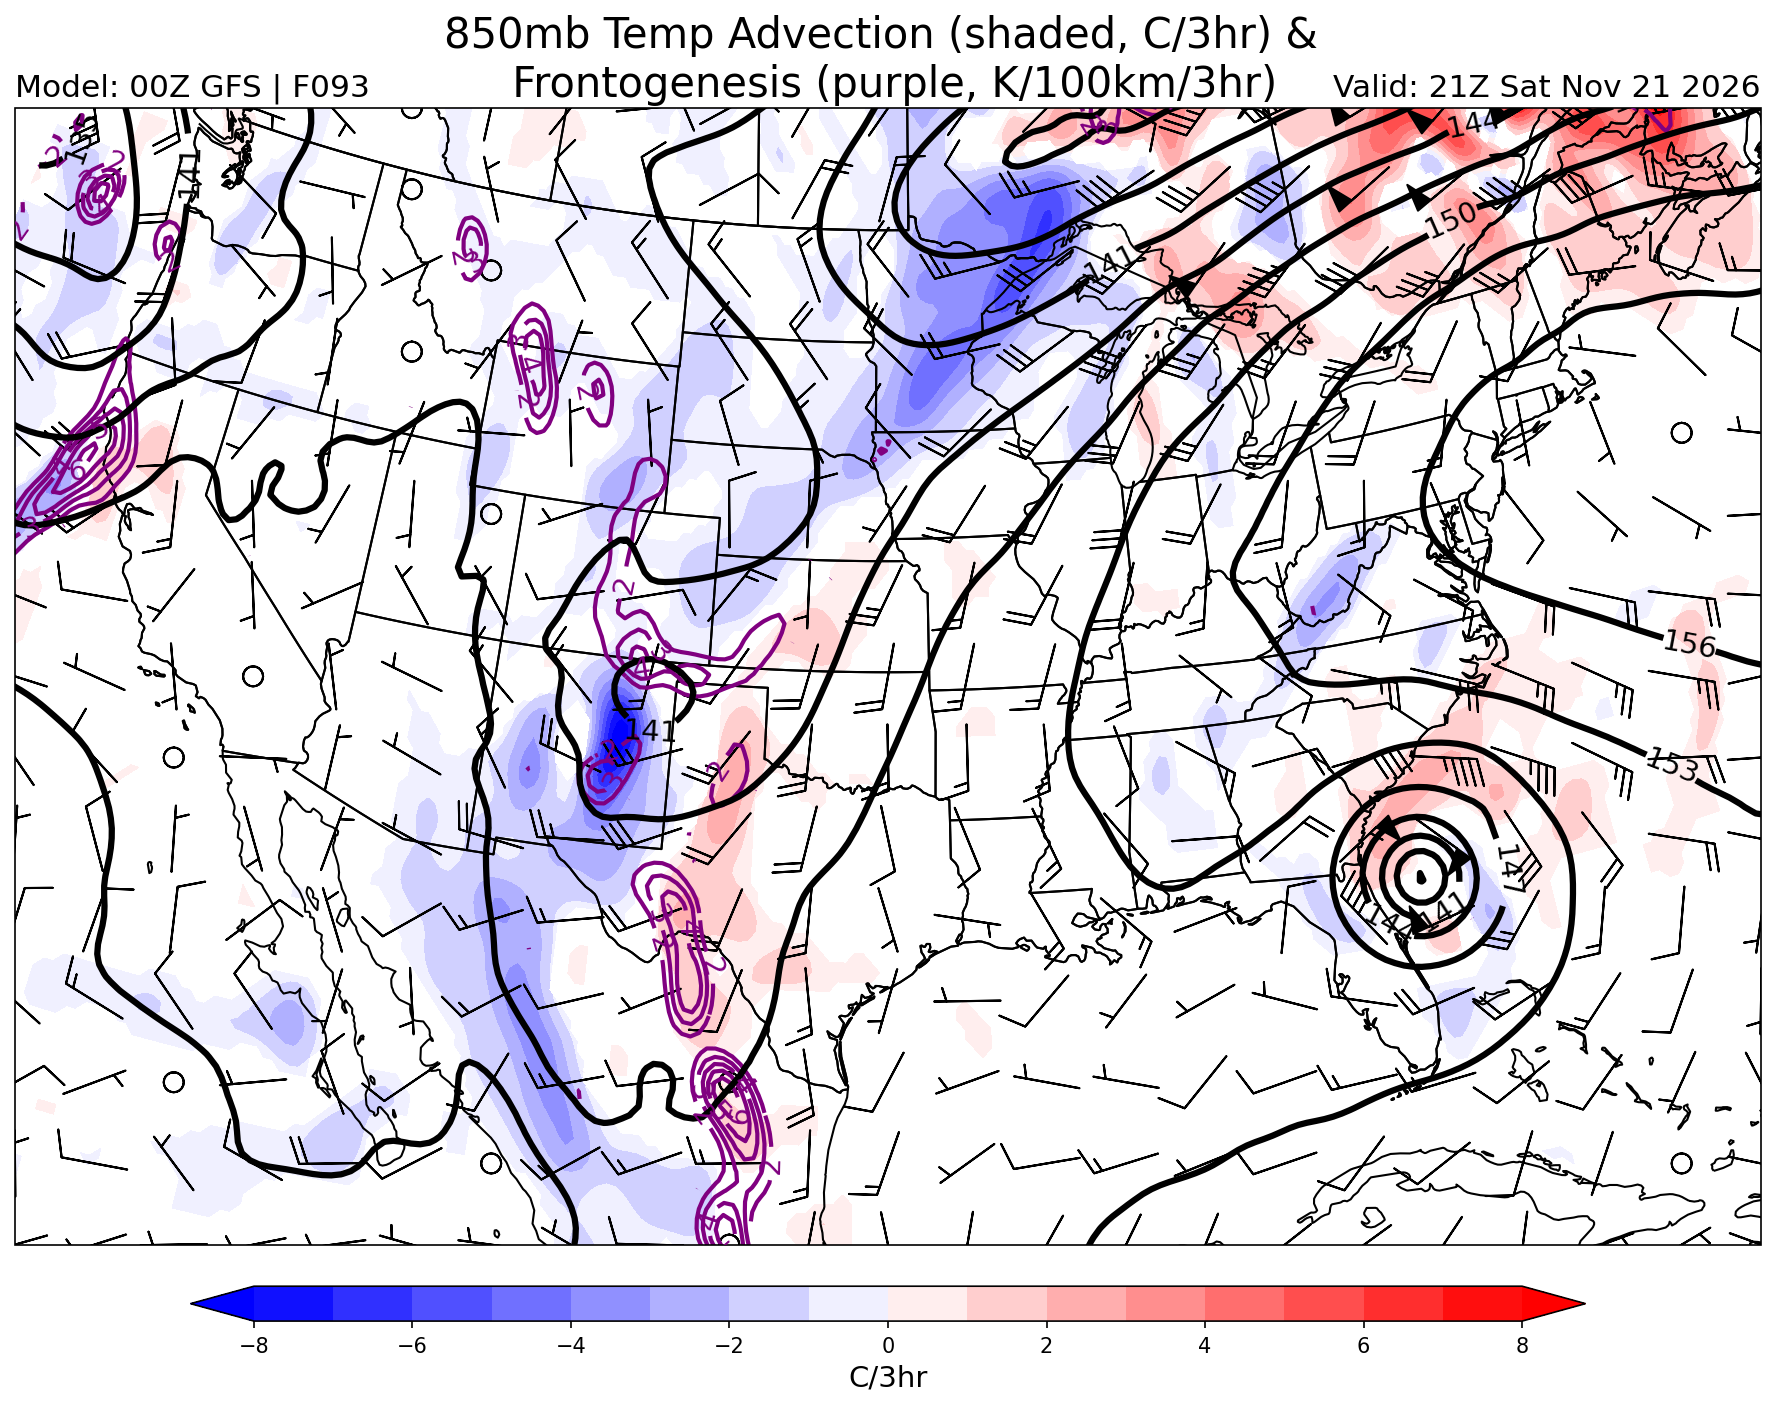 850mb Temp Advection (shaded, C/3hr) &
Frontogenesis (purple, K/100km/3hr)
Model: 00Z GFS | F093
Valid: 21Z Sat Nov 21 2026
144
141
150
141
156
141
153
147
144
141
−8 −6 −4 −2 0 2 4 6 8
C/3hr